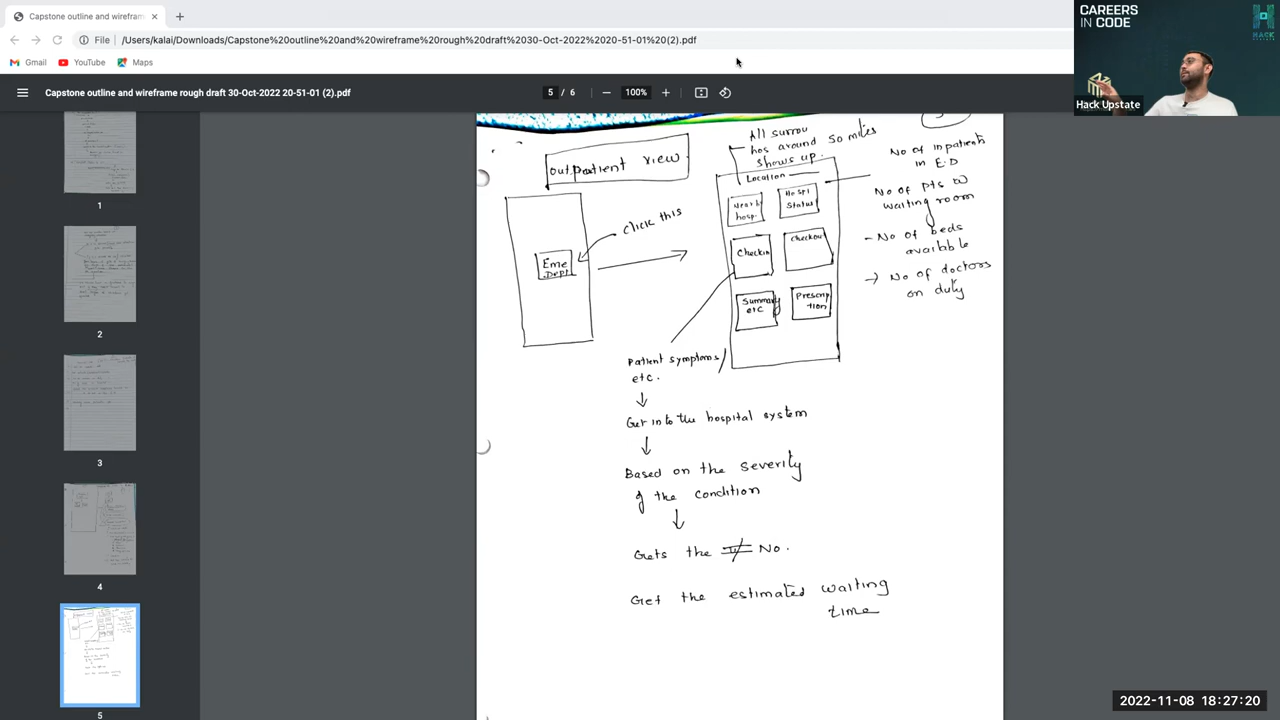 Capstone outline and wirefram
File
/Users/kalai/Downloads/Capstone%20outline%20and%20wireframe%20rough%20draft%2030-Oct-2022%2020-51-01%20(2).pdf
Gmail
YouTube
Maps
Capstone outline and wireframe rough draft 30-Oct-2022 20-51-01 (2).pdf
5 / 6
100%
CAREERS
IN CODE
HACK
Hack Upstate
1
2
3
4
5
outpatient view
All surrou
hos around 50 miles
shows up.
Location
Near by
hosp.
Hospi
Status
Checkin
Checkou
Summary
etc
Prescrip
tion
Eme
Dept
click this
No of inpatients
in E.D
No of pts w
waiting room
- No of beds
available
→ No of doctors
on duty
Patient symptoms/
etc.
↓
Get into the hospital system
↓
Based on the severity
of the condition
↓
Gets the # No.
Get the estimated waiting
time
2022-11-08 18:27:20